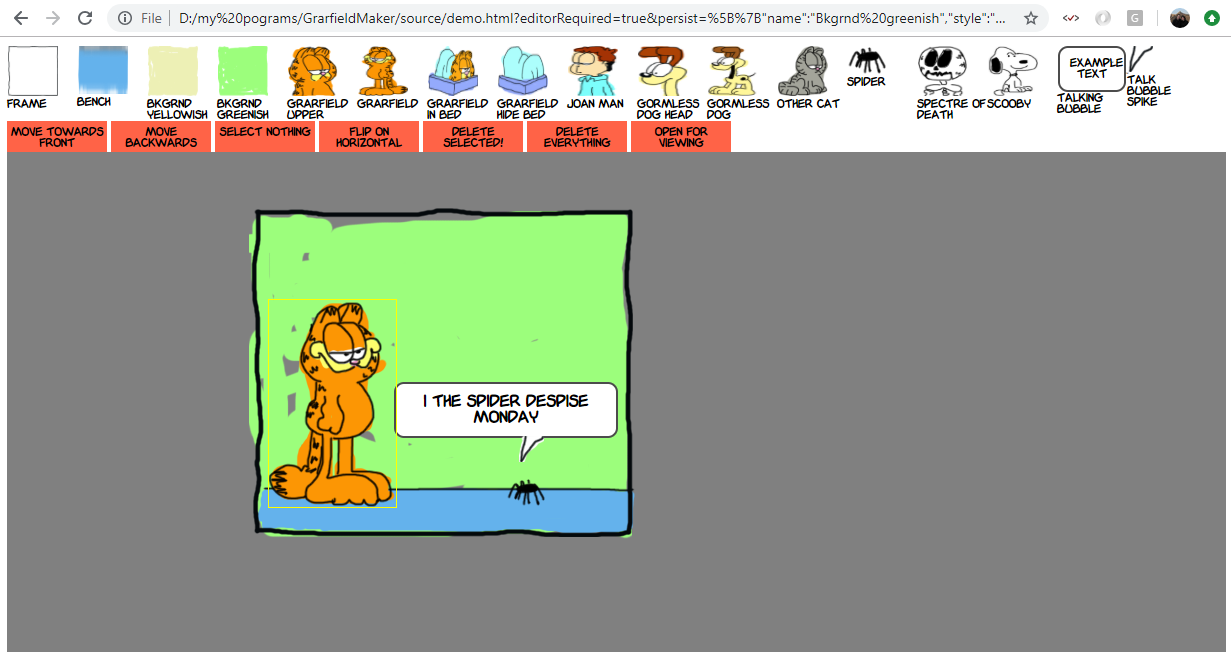 File
D:/my%20pograms/GrarfieldMaker/source/demo.html?editorRequired=true&persist=%5B%7B"name":"Bkgrnd%20greenish","style":"...
G
FRAME
BENCH
BKGRND
YELLOWISH
BKGRND
GREENISH
GRARFIELD
UPPER
GRARFIELD
GRARFIELD
IN BED
GRARFIELD
HIDE BED
JOAN MAN
GORMLESS
DOG HEAD
GORMLESS
DOG
OTHER CAT
SPIDER
SPECTRE OF
DEATH
SCOOBY
EXAMPLE
TEXT
TALKING
BUBBLE
TALK
BUBBLE
SPIKE
MOVE TOWARDS
FRONT
MOVE
BACKWARDS
SELECT NOTHING
FLIP ON
HORIZONTAL
DELETE
SELECTED!
DELETE
EVERYTHING
OPEN FOR
VIEWING
I THE SPIDER DESPISE
MONDAY